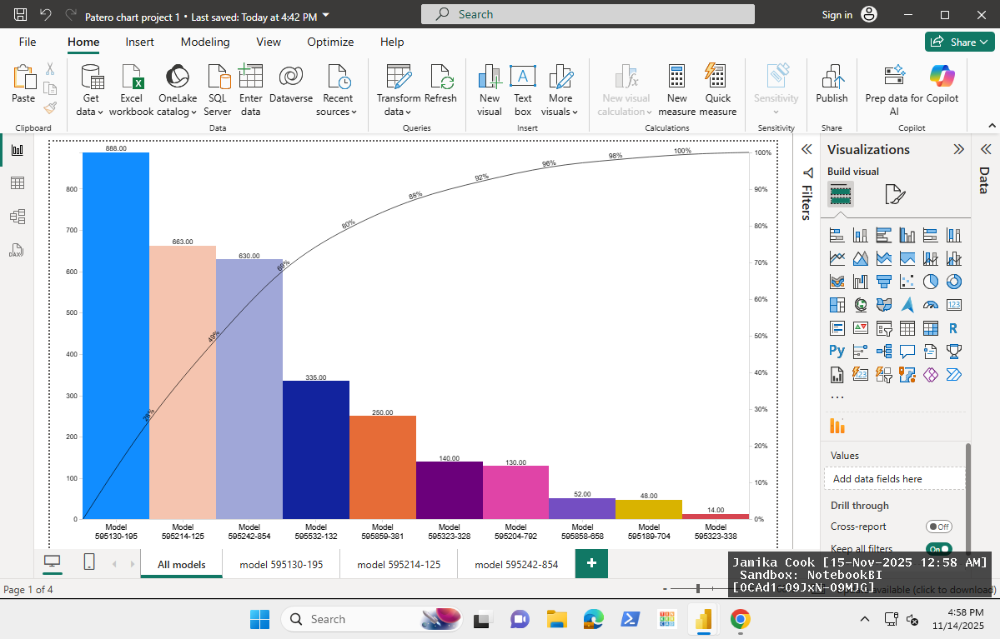 Patero chart project 1 • Last saved: Today at 4:42 PM
Search
Sign in
File Home Insert Modeling View Optimize Help
Share
Paste
Get data
Excel workbook
OneLake catalog
SQL Server
Enter data
Dataverse
Recent sources
Transform data
Refresh
New visual
Text box
More visuals
New visual calculation
New measure
Quick measure
Sensitivity
Publish
Prep data for AI
Copilot
Clipboard
Data
Queries
Insert
Calculations
Sensitivity
Share
Copilot
DAX
888.00
663.00
630.00
335.00
250.00
140.00
130.00
52.00
48.00
14.00
28%
49%
69%
80%
88%
92%
96%
98%
100%
800
700
600
500
400
300
200
100
0
100%
90%
80%
70%
60%
50%
40%
30%
20%
10%
0%
Model 595130-195
Model 595214-125
Model 595242-854
Model 595532-132
Model 595859-381
Model 595323-328
Model 595204-792
Model 595858-658
Model 595189-704
Model 595323-338
Filters
Visualizations
Build visual
123
R
Py
123
...
Values
Add data fields here
Drill through
Cross-report
Off
Keep all filters
On
Data
All models
model 595130-195
model 595214-125
model 595242-854
+
Page 1 of 4
available (click to download)
Jamika Cook [15-Nov-2025 12:58 AM]
Sandbox: NotebookBI
[OCAd1-O9JxN-O9MJG]
Search
4:58 PM
11/14/2025